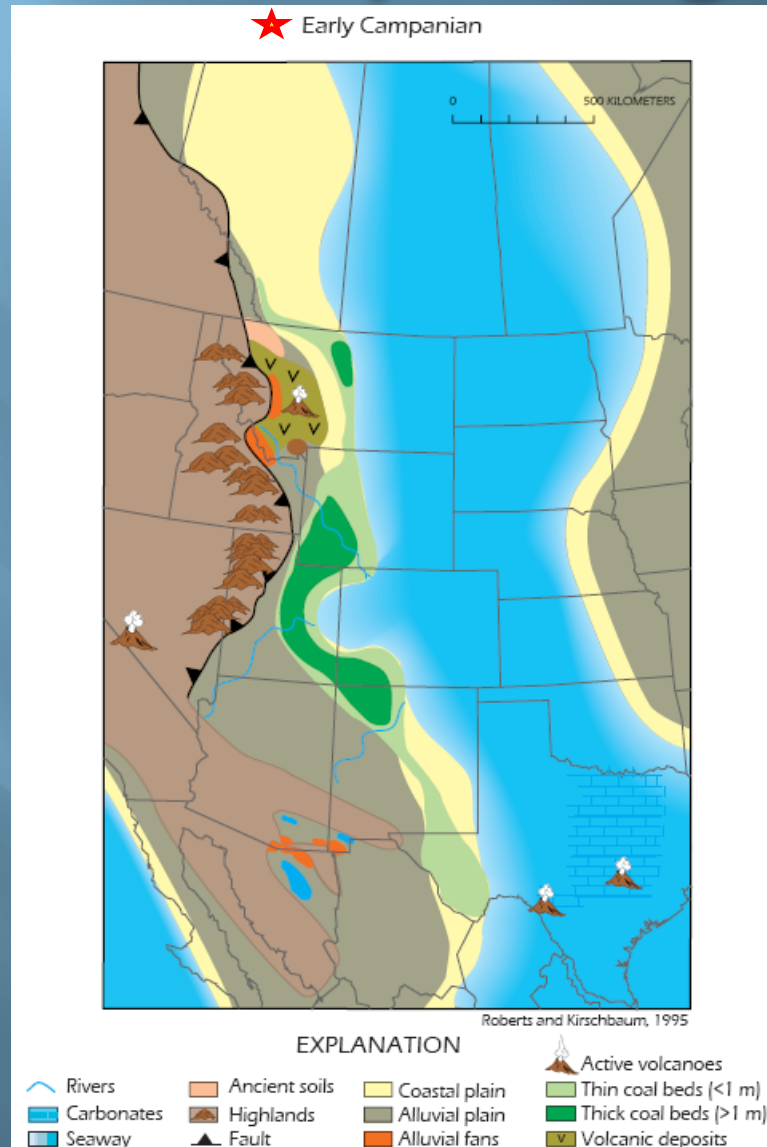 Early Campanian
0 500 KILOMETERS
V V
V V
Roberts and Kirschbaum, 1995
EXPLANATION
Rivers
Carbonates
Seaway
Ancient soils
Highlands
Fault
Coastal plain
Alluvial plain
Alluvial fans
Active volcanoes
Thin coal beds (<1 m)
Thick coal beds (>1 m)
V Volcanic deposits